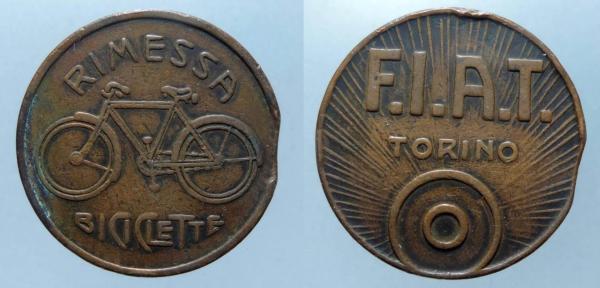 RIMESSA
BICICLETTE
F.I.A.T.
TORINO